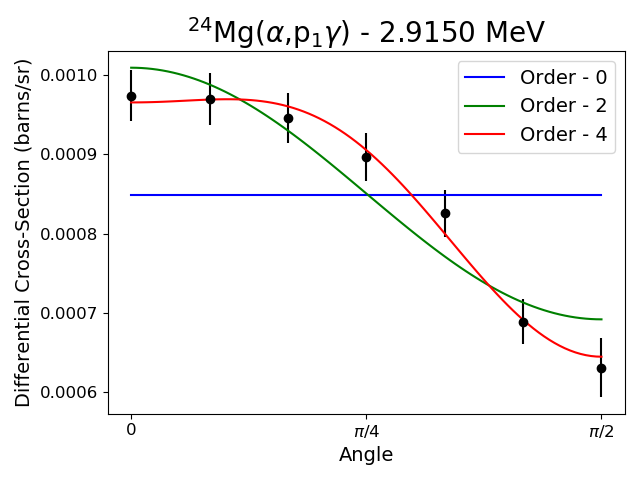 ²⁴Mg(α,p₁γ) - 2.9150 MeV
Differential Cross-Section (barns/sr)
0.0010
0.0009
0.0008
0.0007
0.0006
Order - 0
Order - 2
Order - 4
0
π/4
π/2
Angle